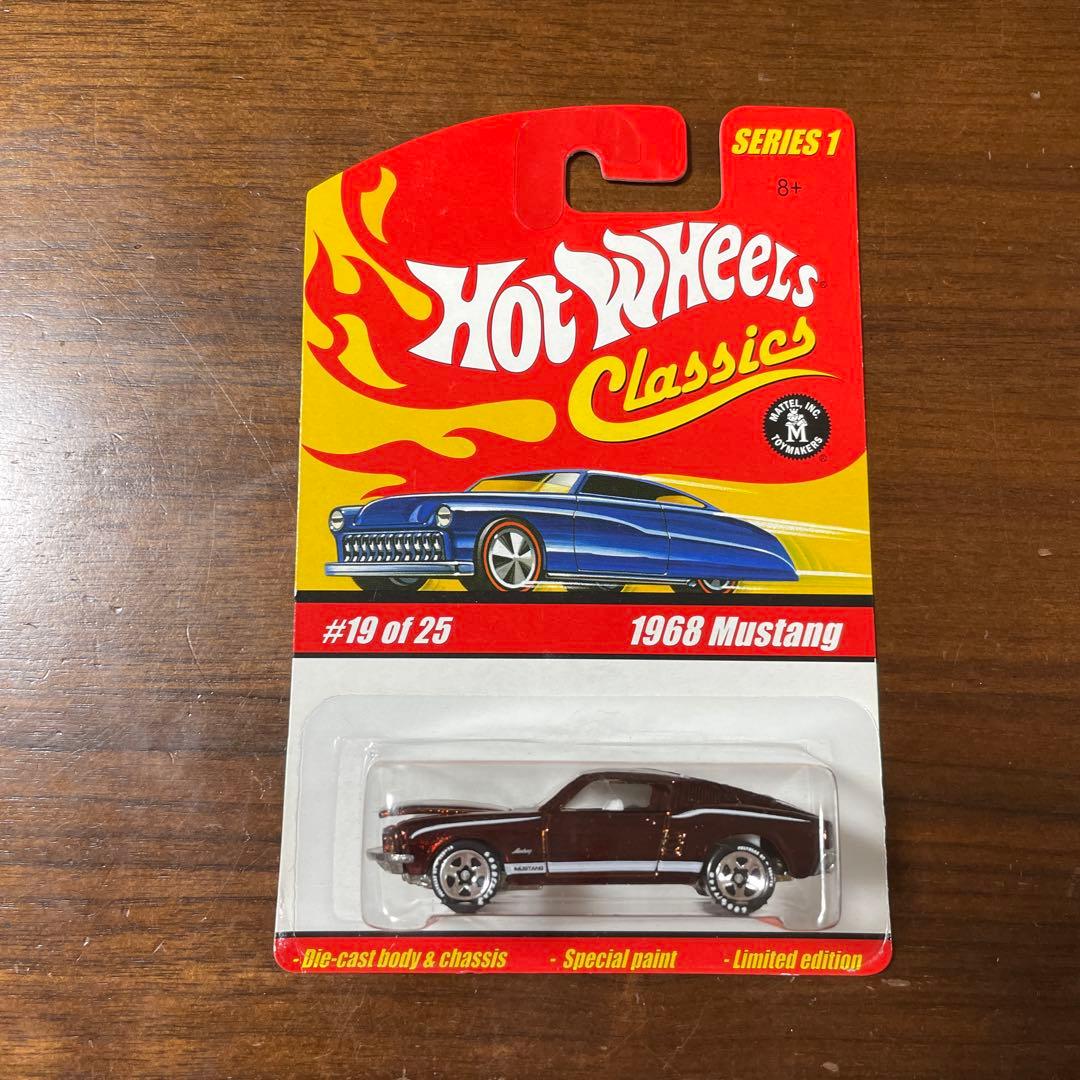 SERIES 1
8+
Hot Wheels
Classics
MATTEL, INC.
M
TOYMAKERS
#19 of 25
1968 Mustang
Mustang
MUSTANG
- Die-cast body & chassis
- Special paint
- Limited edition